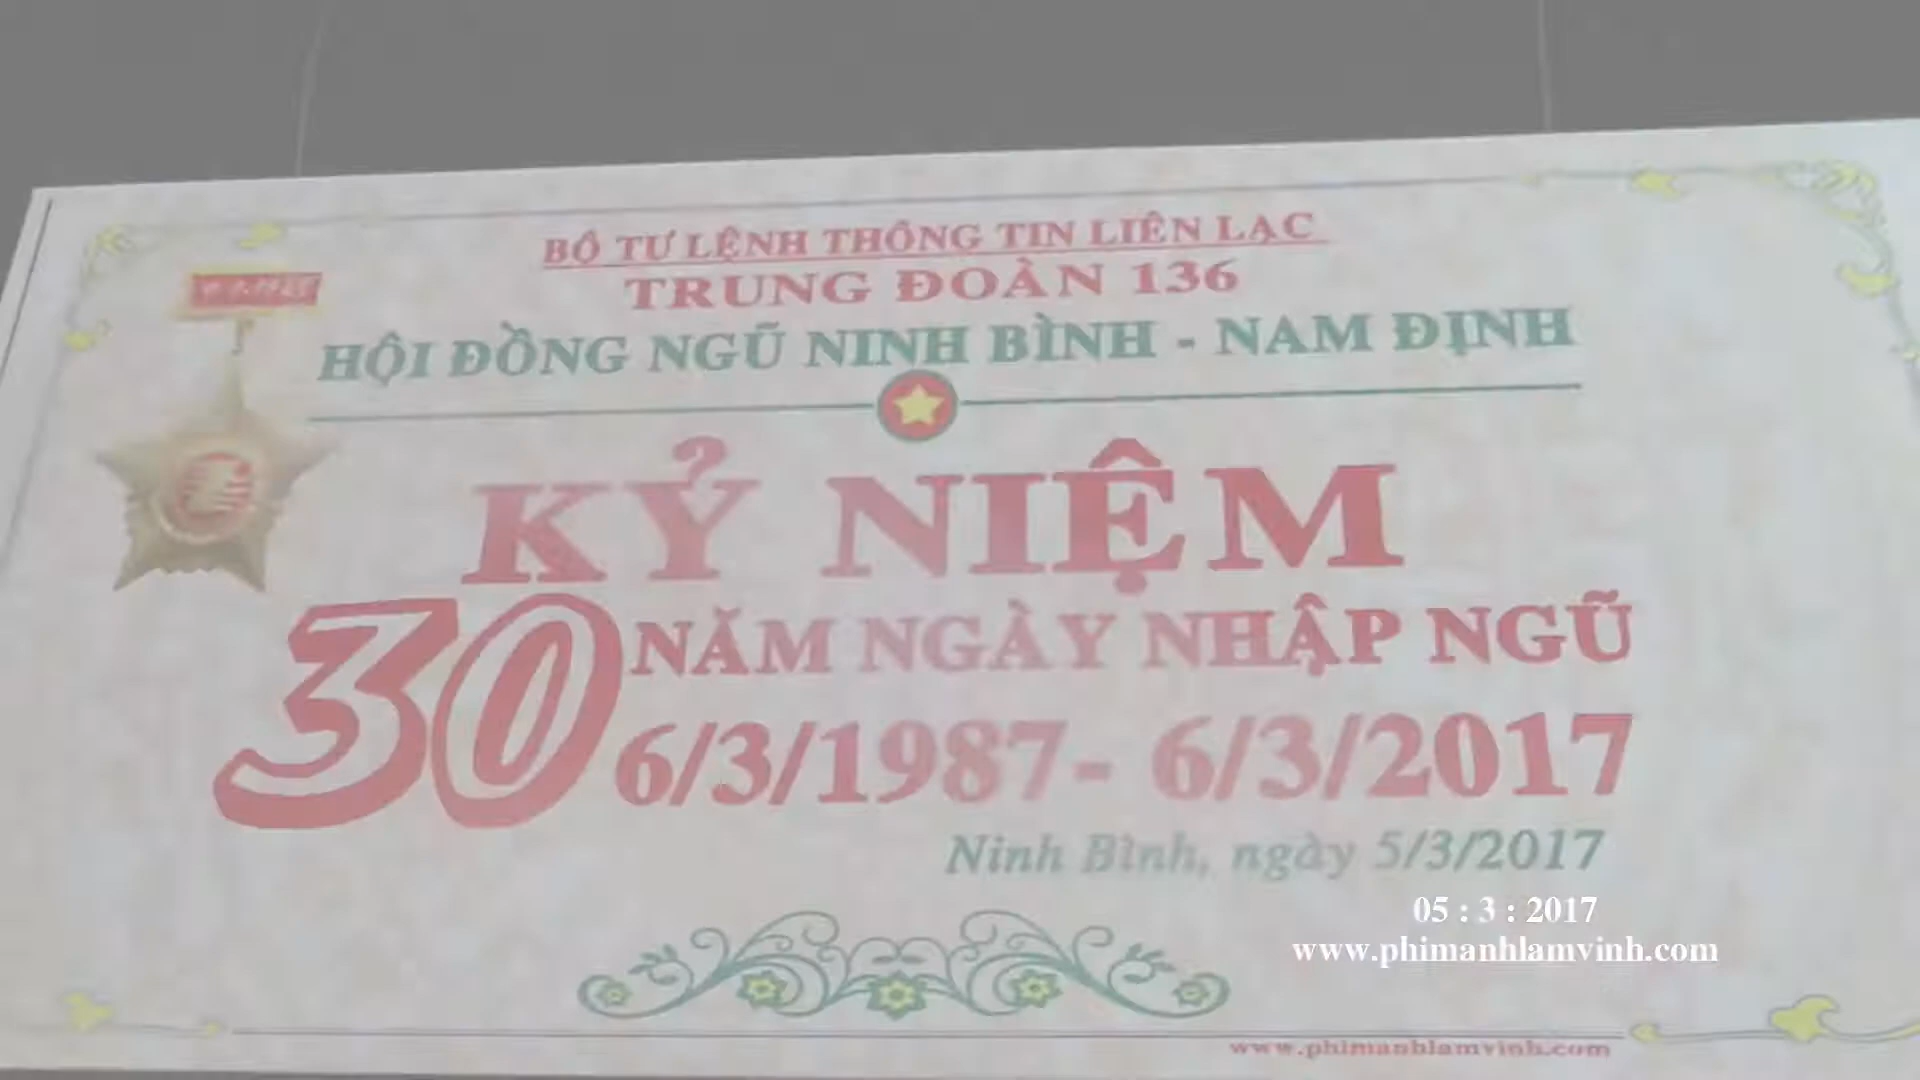 BỘ TƯ LỆNH THÔNG TIN LIÊN LẠC
TRUNG ĐOÀN 136
HỘI ĐỒNG NGŨ NINH BÌNH - NAM ĐỊNH
KỶ NIỆM
30 NĂM NGÀY NHẬP NGŨ
6/3/1987- 6/3/2017
Ninh Bình, ngày 5/3/2017
05 : 3 : 2017
www.phimanhlamvinh.com
www.phimanhlamvinh.com